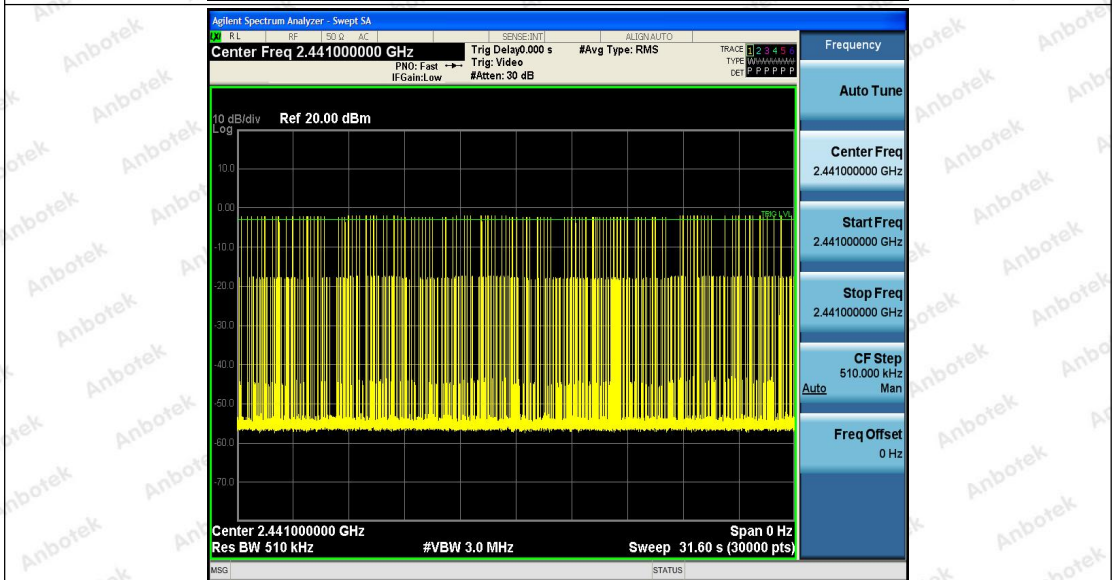 Agilent Spectrum Analyzer - Swept SA
RL RF 50 Ω AC SENSE:INT ALIGN AUTO
Center Freq 2.441000000 GHz
PNO: Fast
IFGain:Low
Trig Delay0.000 s
Trig: Video
#Atten: 30 dB
#Avg Type: RMS
TRACE 1 2 3 4 5 6
TYPE
DET P P P P P P
10 dB/div Ref 20.00 dBm
Log
10.0
0.00
TRIG LVL
-10.0
-20.0
-30.0
-40.0
-50.0
-60.0
-70.0
Center 2.441000000 GHz Span 0 Hz
Res BW 510 kHz #VBW 3.0 MHz Sweep 31.60 s (30000 pts)
MSG STATUS
Frequency
Auto Tune
Center Freq
2.441000000 GHz
Start Freq
2.441000000 GHz
Stop Freq
2.441000000 GHz
CF Step
510.000 kHz
Auto Man
Freq Offset
0 Hz
Anbotek